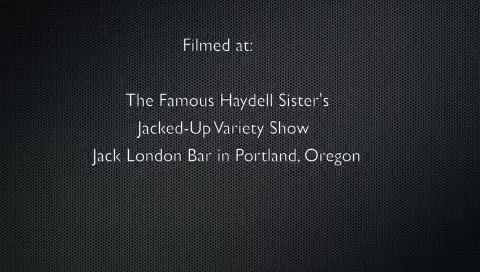 Filmed at:
The Famous Haydell Sister's
Jacked-Up Variety Show
Jack London Bar in Portland, Oregon